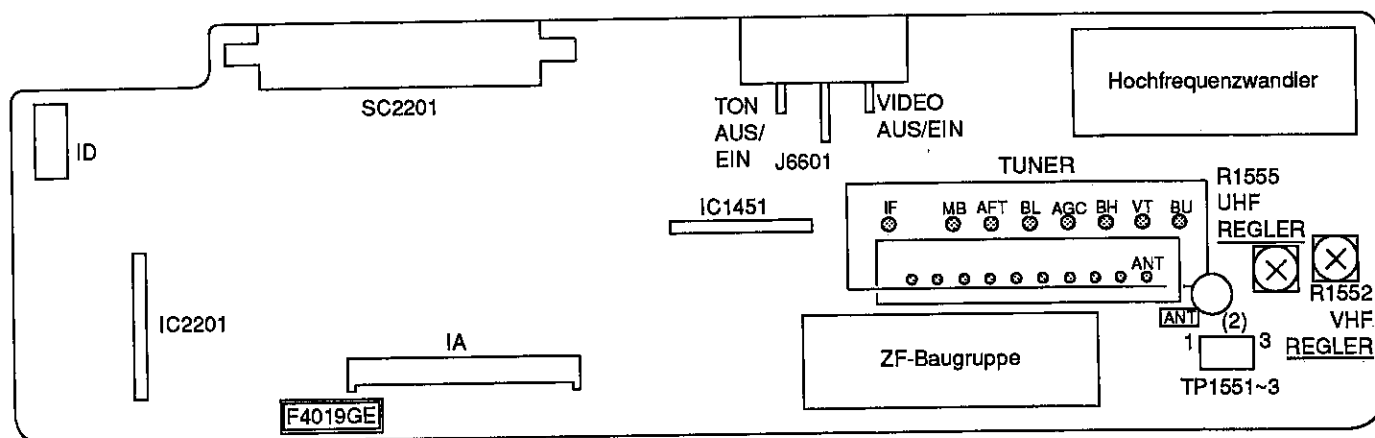 SC2201
ID
TON
AUS/
EIN
J6601
VIDEO
AUS/EIN
Hochfrequenzwandler
TUNER
IF MB AFT BL AGC BH VT BU
ANT
R1555
UHF
REGLER
R1552
VHF
REGLER
ANT
(2)
1 3
TP1551~3
IC1451
IC2201
IA
F4019GE
ZF-Baugruppe